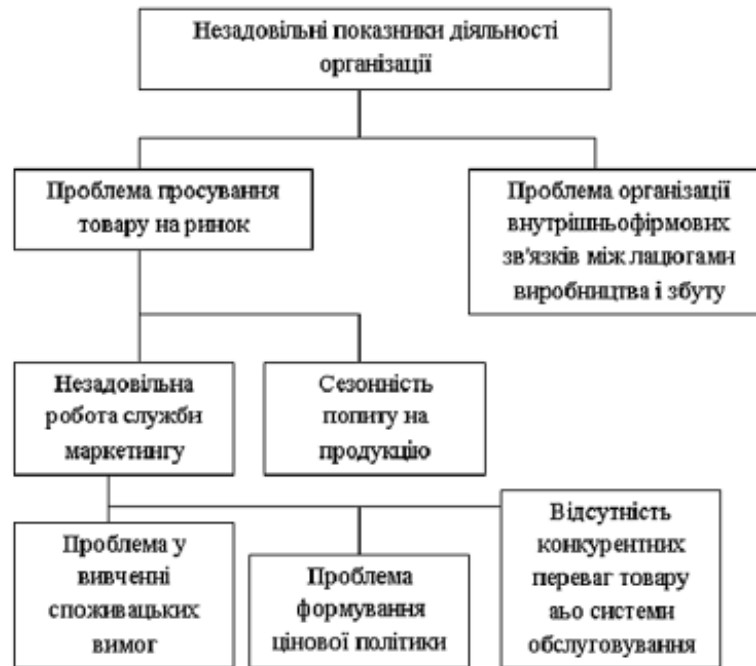 Незадовільні показники діяльності
організації
Проблема просування
товару на ринок
Проблема організації
внутрішньофірмових
зв'язків між лацюгами
виробництва і збуту
Незадовільна
робота служби
маркетингу
Сезонність
попиту на
продукцію
Проблема у
вивченні
споживацьких
вимог
Проблема
формування
цінової політики
Відсутність
конкурентних
переваг товару
аьо системи
обслуговування